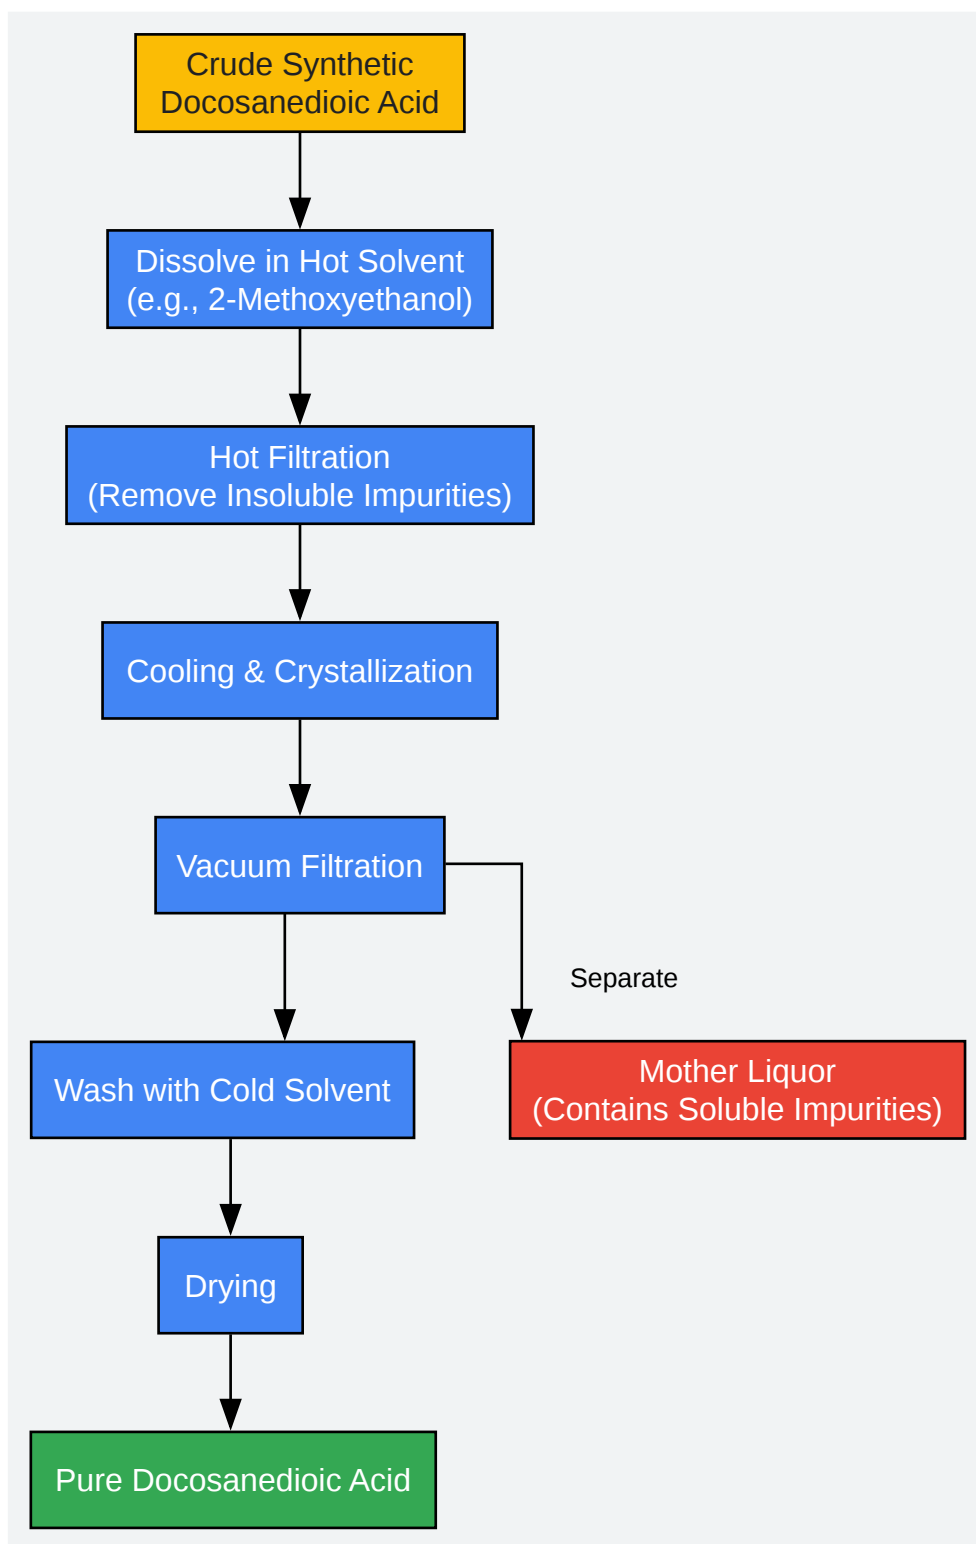 Crude Synthetic
Docosanedioic Acid
Dissolve in Hot Solvent
(e.g., 2-Methoxyethanol)
Hot Filtration
(Remove Insoluble Impurities)
Cooling & Crystallization
Vacuum Filtration
Separate
Wash with Cold Solvent
Mother Liquor
(Contains Soluble Impurities)
Drying
Pure Docosanedioic Acid